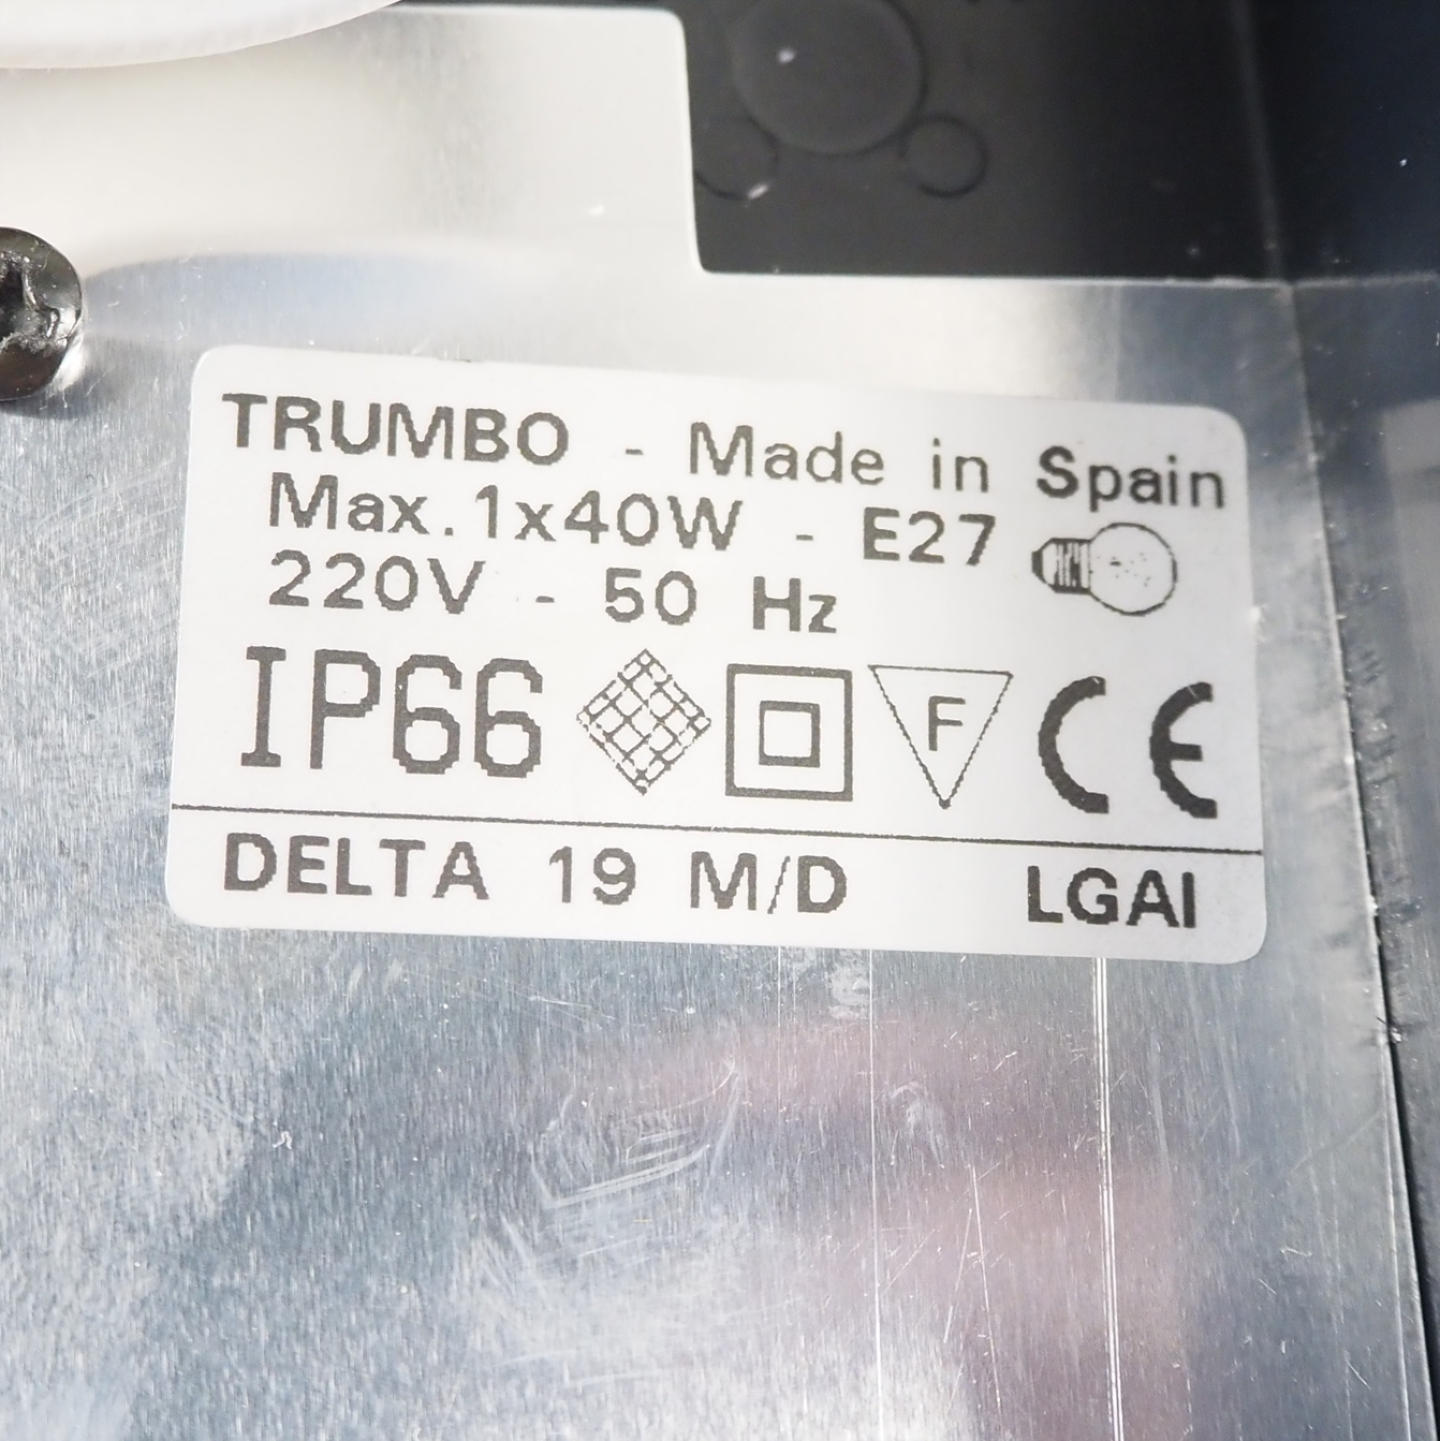 TRUMBO - Made in Spain
Max.1x40W - E27
220V - 50 Hz
IP66 F CE
DELTA 19 M/D LGAI